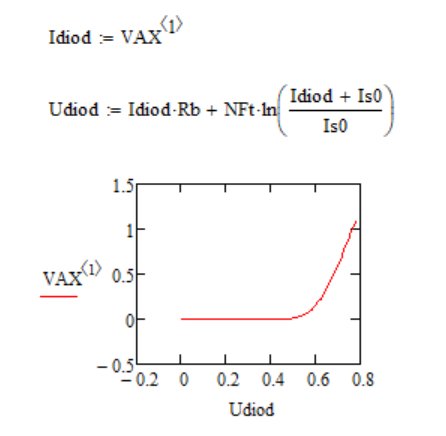 Idiod := VAX⟨1⟩
Udiod := Idiod·Rb + NFt·ln((Idiod + Is0)/Is0)
1.5
1
VAX⟨1⟩ 0.5
0
−0.5
−0.2 0 0.2 0.4 0.6 0.8
Udiod